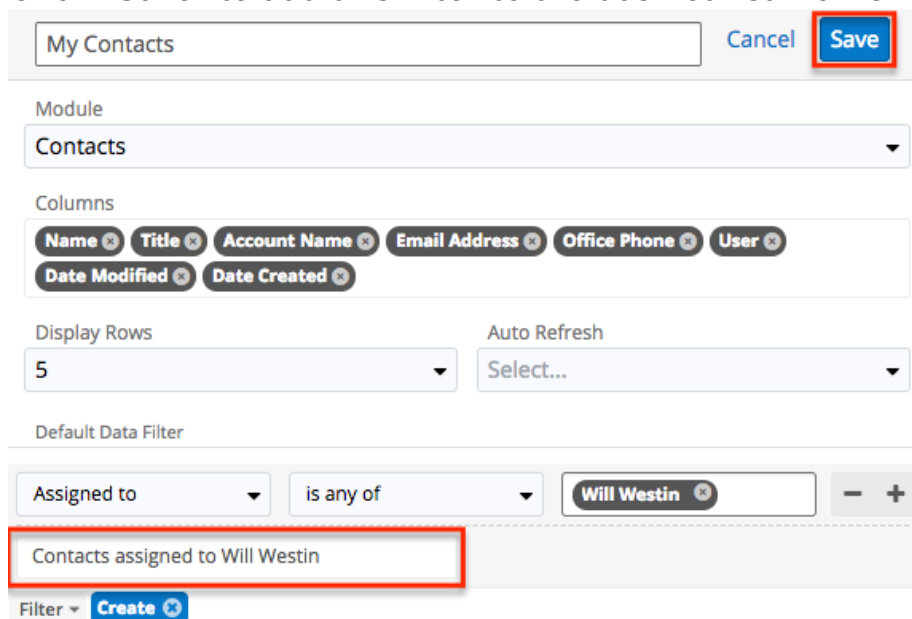 My Contacts Cancel Save
Module
Contacts
Columns
Name Title Account Name Email Address Office Phone User
Date Modified Date Created
Display Rows Auto Refresh
5 Select...
Default Data Filter
Assigned to is any of Will Westin
Contacts assigned to Will Westin
Filter Create